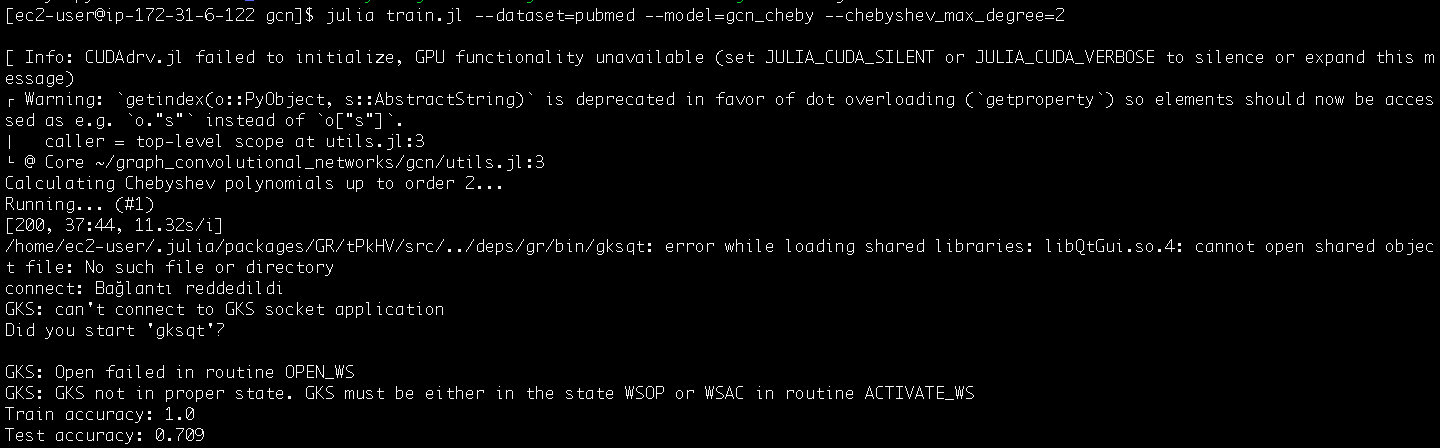 [ec2-user@ip-172-31-6-122 gcn]$ julia train.jl --dataset=pubmed --model=gcn_cheby --chebyshev_max_degree=2
[ Info: CUDAdrv.jl failed to initialize, GPU functionality unavailable (set JULIA_CUDA_SILENT or JULIA_CUDA_VERBOSE to silence or expand this m
essage)
┌ Warning: `getindex(o::PyObject, s::AbstractString)` is deprecated in favor of dot overloading (`getproperty`) so elements should now be acces
sed as e.g. `o."s"` instead of `o["s"]`.
│   caller = top-level scope at utils.jl:3
└ @ Core ~/graph_convolutional_networks/gcn/utils.jl:3
Calculating Chebyshev polynomials up to order 2...
Running... (#1)
[200, 37:44, 11.32s/i]
/home/ec2-user/.julia/packages/GR/tPkHV/src/../deps/gr/bin/gksqt: error while loading shared libraries: libQtGui.so.4: cannot open shared objec
t file: No such file or directory
connect: Bağlantı reddedildi
GKS: can't connect to GKS socket application
Did you start 'gksqt'?
GKS: Open failed in routine OPEN_WS
GKS: GKS not in proper state. GKS must be either in the state WSOP or WSAC in routine ACTIVATE_WS
Train accuracy: 1.0
Test accuracy: 0.709